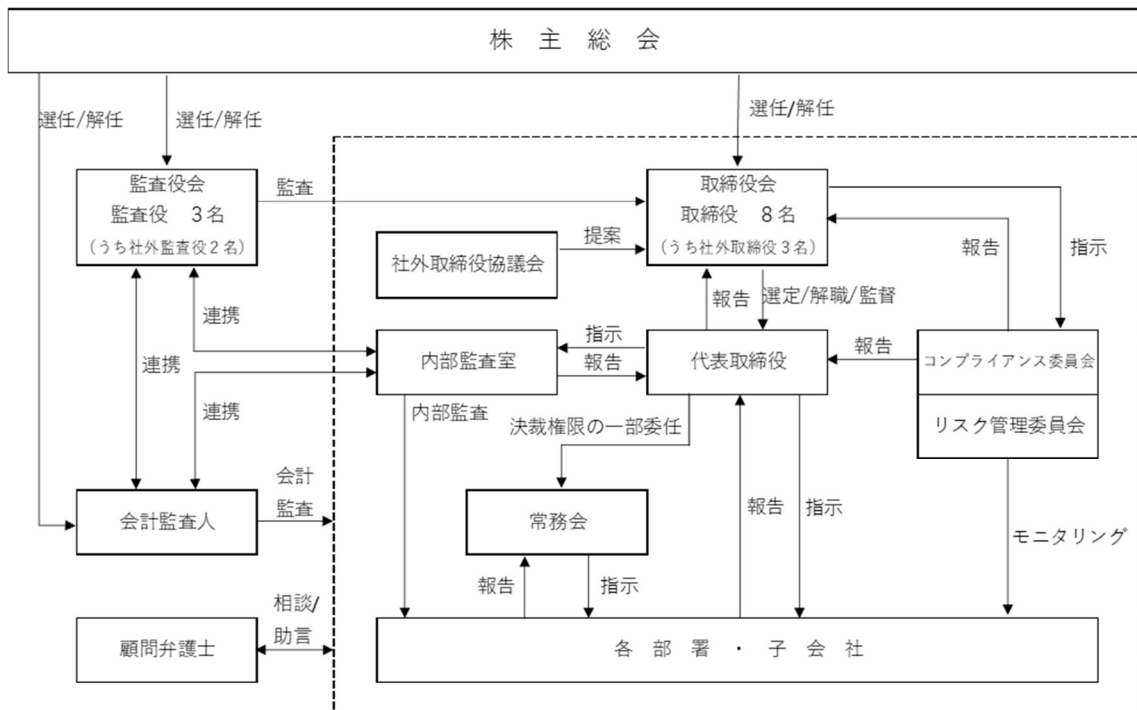 株 主 総 会
選任/解任
選任/解任
選任/解任
監査役会
監査役 3名
(うち社外監査役2名)
監査
取締役会
取締役 8名
(うち社外取締役3名)
提案
社外取締役協議会
報告
指示
報告
選定/解職/監督
連携
連携
内部監査室
指示
報告
代表取締役
報告
コンプライアンス委員会
リスク管理委員会
連携
内部監査
決裁権限の一部委任
会計
監査
会計監査人
常務会
報告
指示
モニタリング
報告
指示
相談/
助言
顧問弁護士
各 部 署 ・ 子 会 社